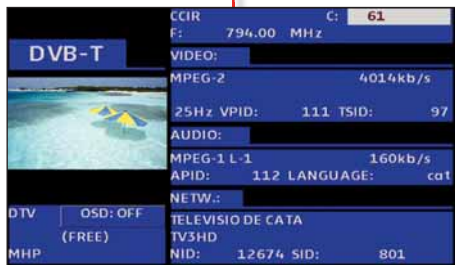 CCIR C: 61
F: 794.00 MHz
DVB-T
VIDEO:
MPEG-2 4014kb/s
25Hz VPID: 111 TSID: 97
AUDIO:
MPEG-1 L-1 160kb/s
APID: 112 LANGUAGE: cat
NETW.:
DTV OSD: OFF
TELEVISIO DE CATA
(FREE)
TV3HD
MHP
NID: 12674 SID: 801